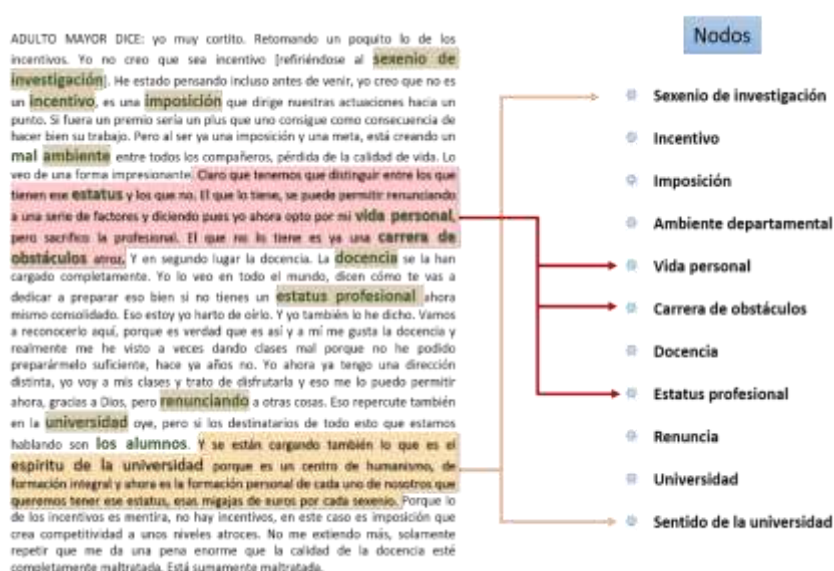 ADULTO MAYOR DICE: yo muy cortito. Retomando un poquito lo de los
incentivos. Yo no creo que sea incentivo [refiriéndose al sexenio de
investigación]. He estado pensando incluso antes de venir, yo creo que no es
un incentivo, es una imposición que dirige nuestras actuaciones hacia un
punto. Si fuera un premio sería un plus que uno consigue como consecuencia de
hacer bien su trabajo. Pero al ser ya una imposición y una meta, está creando un
mal ambiente entre todos los compañeros, pérdida de la calidad de vida. Lo
veo de una forma impresionante. Claro que tenemos que distinguir entre los que
tienen ese estatus y los que no. El que lo tiene, se puede permitir renunciando
a una serie de factores y diciendo pues yo ahora opto por mi vida personal,
pero sacrifico la profesional. El que no lo tiene es ya una carrera de
obstáculos atroz. Y en segundo lugar la docencia. La docencia se la han
cargado completamente. Yo lo veo en todo el mundo, dicen cómo te vas a
dedicar a preparar eso bien si no tienes un estatus profesional ahora
mismo consolidado. Eso estoy yo harto de oirlo. Y yo también lo he dicho. Vamos
a reconocerlo aquí, porque es verdad que es así y a mí me gusta la docencia y
realmente me he visto a veces dando clases mal porque no he podido
preparármelo suficiente, hace ya años no. Yo ahora ya tengo una dirección
distinta, yo voy a mis clases y trato de disfrutarla y eso me lo puedo permitir
ahora, gracias a Dios, pero renunciando a otras cosas. Eso repercute también
en la universidad oye, pero si los destinatarios de todo esto que estamos
hablando son los alumnos. Y se están cargando también lo que es el
espíritu de la universidad porque es un centro de humanismo, de
formación integral y ahora es la formación personal de cada uno de nosotros que
queremos tener ese estatus, esas migajas de euros por cada sexenio. Porque lo
de los incentivos es mentira, no hay incentivos, en este caso es imposición que
crea competitividad a unos niveles atroces. No me extiendo más, solamente
repetir que me da una pena enorme que la calidad de la docencia esté
completamente maltratada. Está sumamente maltratada.
Nodos
Sexenio de investigación
Incentivo
Imposición
Ambiente departamental
Vida personal
Carrera de obstáculos
Docencia
Estatus profesional
Renuncia
Universidad
Sentido de la universidad